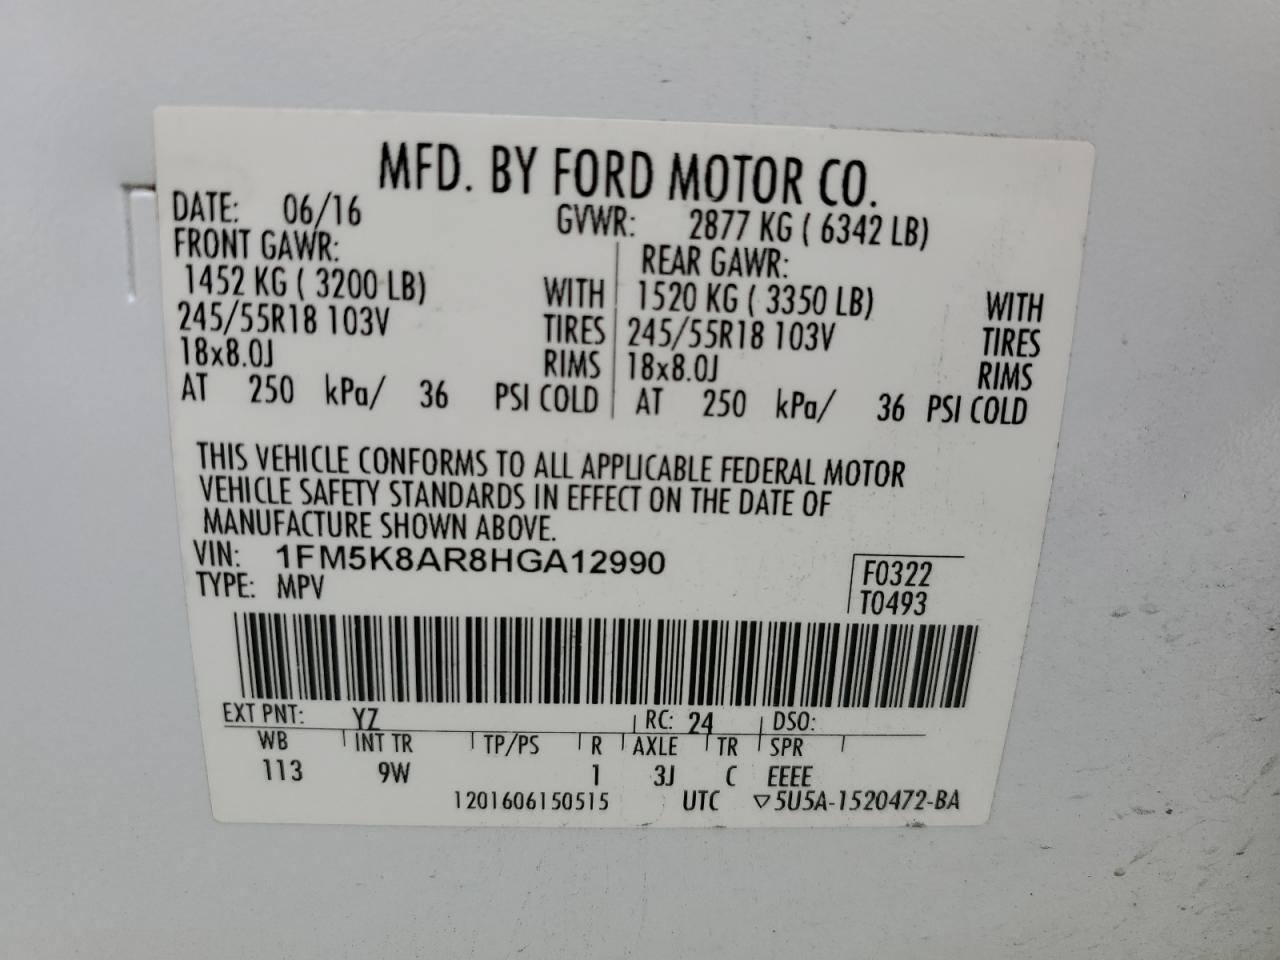 MFD. BY FORD MOTOR CO.
DATE: 06/16 GVWR: 2877 KG ( 6342 LB)
FRONT GAWR: REAR GAWR:
1452 KG ( 3200 LB) WITH 1520 KG ( 3350 LB) WITH
245/55R18 103V TIRES 245/55R18 103V TIRES
18x8.0J RIMS 18x8.0J RIMS
AT 250 kPa/ 36 PSI COLD AT 250 kPa/ 36 PSI COLD
THIS VEHICLE CONFORMS TO ALL APPLICABLE FEDERAL MOTOR
VEHICLE SAFETY STANDARDS IN EFFECT ON THE DATE OF
MANUFACTURE SHOWN ABOVE.
VIN: 1FM5K8AR8HGA12990
TYPE: MPV
F0322
T0493
EXT PNT: YZ RC: 24 DSO:
WB INT TR TP/PS R AXLE TR SPR
113 9W 1 3J C EEEE
1201606150515 UTC ▽5U5A-1520472-BA